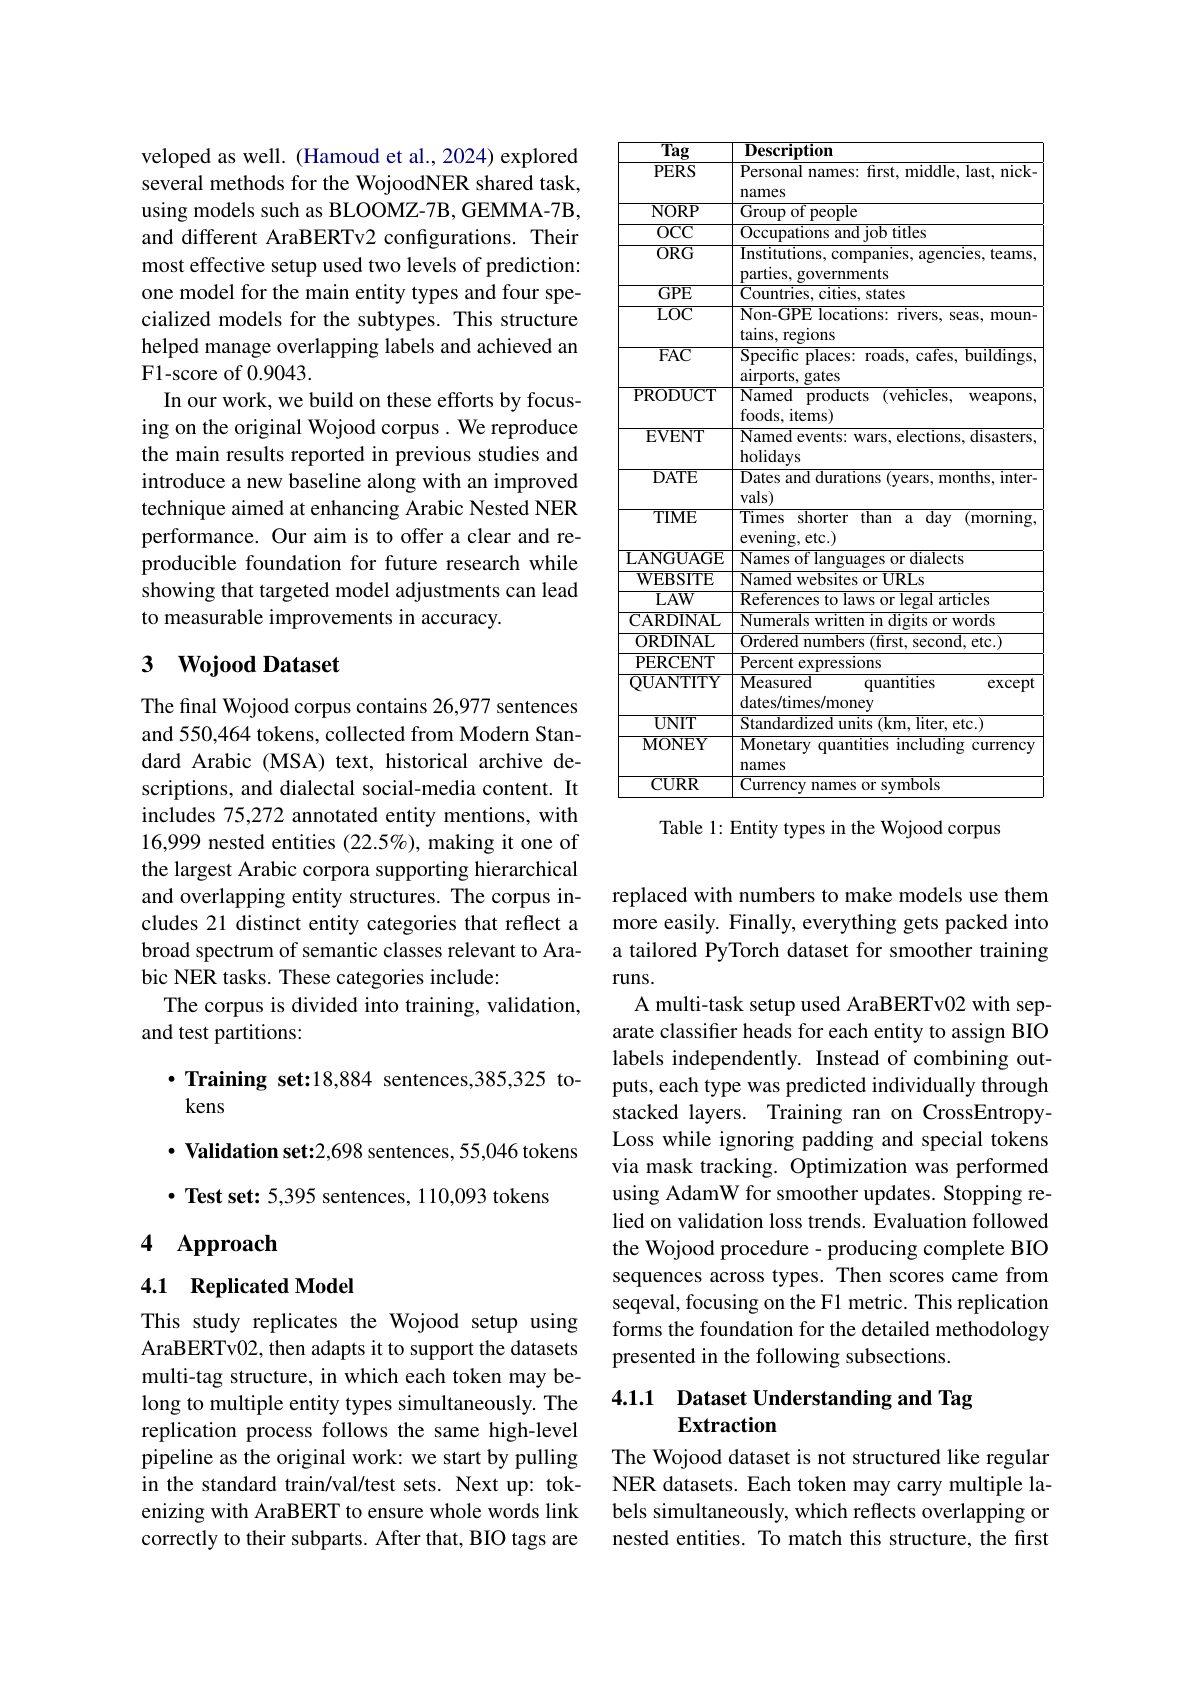 veloped as well. (Hamoud et al., 2024) explored
several methods for the WojoodNER shared task,
using models such as BLOOMZ-7B, GEMMA-7B,
and different AraBERTv2 configurations. Their
most effective setup used two levels of prediction:
one model for the main entity types and four spe-
cialized models for the subtypes. This structure
helped manage overlapping labels and achieved an
F1-score of 0.9043.
In our work, we build on these efforts by focus-
ing on the original Wojood corpus . We reproduce
the main results reported in previous studies and
introduce a new baseline along with an improved
technique aimed at enhancing Arabic Nested NER
performance. Our aim is to offer a clear and re-
producible foundation for future research while
showing that targeted model adjustments can lead
to measurable improvements in accuracy.
3 Wojood Dataset
The final Wojood corpus contains 26,977 sentences
and 550,464 tokens, collected from Modern Stan-
dard Arabic (MSA) text, historical archive de-
scriptions, and dialectal social-media content. It
includes 75,272 annotated entity mentions, with
16,999 nested entities (22.5%), making it one of
the largest Arabic corpora supporting hierarchical
and overlapping entity structures. The corpus in-
cludes 21 distinct entity categories that reflect a
broad spectrum of semantic classes relevant to Ara-
bic NER tasks. These categories include:
The corpus is divided into training, validation,
and test partitions:
• Training set:18,884 sentences,385,325 to-
kens
• Validation set:2,698 sentences, 55,046 tokens
• Test set: 5,395 sentences, 110,093 tokens
4 Approach
4.1 Replicated Model
This study replicates the Wojood setup using
AraBERTv02, then adapts it to support the datasets
multi-tag structure, in which each token may be-
long to multiple entity types simultaneously. The
replication process follows the same high-level
pipeline as the original work: we start by pulling
in the standard train/val/test sets. Next up: tok-
enizing with AraBERT to ensure whole words link
correctly to their subparts. After that, BIO tags are
Tag Description
PERS Personal names: first, middle, last, nick-
names
NORP Group of people
OCC Occupations and job titles
ORG Institutions, companies, agencies, teams,
parties, governments
GPE Countries, cities, states
LOC Non-GPE locations: rivers, seas, moun-
tains, regions
FAC Specific places: roads, cafes, buildings,
airports, gates
PRODUCT Named products (vehicles, weapons,
foods, items)
EVENT Named events: wars, elections, disasters,
holidays
DATE Dates and durations (years, months, inter-
vals)
TIME Times shorter than a day (morning,
evening, etc.)
LANGUAGE Names of languages or dialects
WEBSITE Named websites or URLs
LAW References to laws or legal articles
CARDINAL Numerals written in digits or words
ORDINAL Ordered numbers (first, second, etc.)
PERCENT Percent expressions
QUANTITY Measured quantities except
dates/times/money
UNIT Standardized units (km, liter, etc.)
MONEY Monetary quantities including currency
names
CURR Currency names or symbols
Table 1: Entity types in the Wojood corpus
replaced with numbers to make models use them
more easily. Finally, everything gets packed into
a tailored PyTorch dataset for smoother training
runs.
A multi-task setup used AraBERTv02 with sep-
arate classifier heads for each entity to assign BIO
labels independently. Instead of combining out-
puts, each type was predicted individually through
stacked layers. Training ran on CrossEntropy-
Loss while ignoring padding and special tokens
via mask tracking. Optimization was performed
using AdamW for smoother updates. Stopping re-
lied on validation loss trends. Evaluation followed
the Wojood procedure - producing complete BIO
sequences across types. Then scores came from
seqeval, focusing on the F1 metric. This replication
forms the foundation for the detailed methodology
presented in the following subsections.
4.1.1 Dataset Understanding and Tag
Extraction
The Wojood dataset is not structured like regular
NER datasets. Each token may carry multiple la-
bels simultaneously, which reflects overlapping or
nested entities. To match this structure, the first